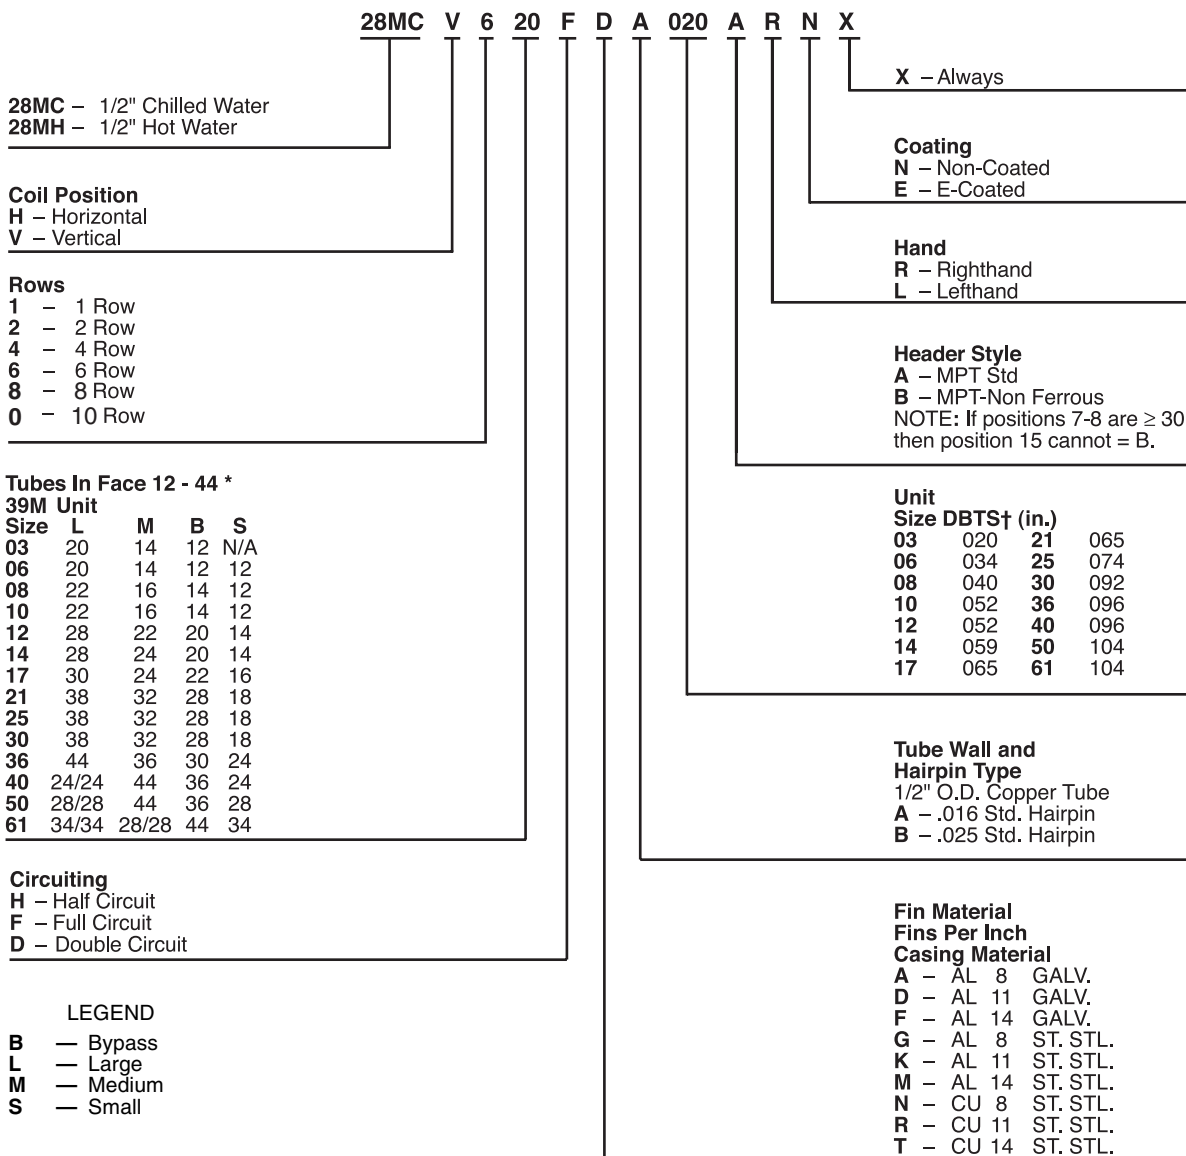 28MC V 6 20 F D A 020 A R N X
28MC – 1/2" Chilled Water
28MH – 1/2" Hot Water
Coil Position
H – Horizontal
V – Vertical
Rows
1 – 1 Row
2 – 2 Row
4 – 4 Row
6 – 6 Row
8 – 8 Row
0 – 10 Row
Tubes In Face 12 - 44 *
39M Unit
Size L M B S
03 20 14 12 N/A
06 20 14 12 12
08 22 16 14 12
10 22 16 14 12
12 28 22 20 14
14 28 24 20 14
17 30 24 22 16
21 38 32 28 18
25 38 32 28 18
30 38 32 28 18
36 44 36 30 24
40 24/24 44 36 24
50 28/28 44 36 28
61 34/34 28/28 44 34
Circuiting
H – Half Circuit
F – Full Circuit
D – Double Circuit
LEGEND
B — Bypass
L — Large
M — Medium
S — Small
X – Always
Coating
N – Non-Coated
E – E-Coated
Hand
R – Righthand
L – Lefthand
Header Style
A – MPT Std
B – MPT-Non Ferrous
NOTE: If positions 7-8 are ≥ 30
then position 15 cannot = B.
Unit
Size DBTS† (in.)
03 020 21 065
06 034 25 074
08 040 30 092
10 052 36 096
12 052 40 096
14 059 50 104
17 065 61 104
Tube Wall and
Hairpin Type
1/2" O.D. Copper Tube
A – .016 Std. Hairpin
B – .025 Std. Hairpin
Fin Material
Fins Per Inch
Casing Material
A – AL 8 GALV.
D – AL 11 GALV.
F – AL 14 GALV.
G – AL 8 ST. STL.
K – AL 11 ST. STL.
M – AL 14 ST. STL.
N – CU 8 ST. STL.
R – CU 11 ST. STL.
T – CU 14 ST. STL.